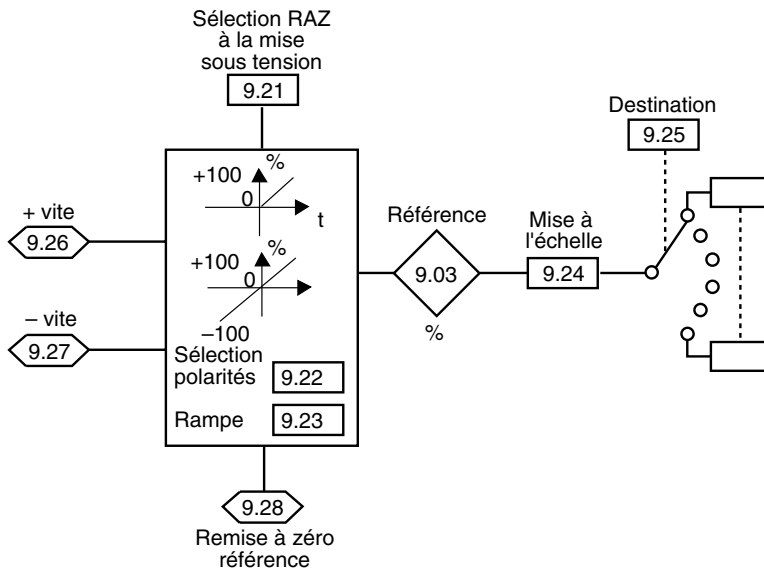 Sélection RAZ
à la mise
sous tension
9.21
Destination
9.25
+100
%
0
t
+ vite
9.26
Référence
9.03
%
Mise à
l'échelle
9.24
+100
%
0
–100
– vite
9.27
Sélection
polarités
9.22
Rampe
9.23
9.28
Remise à zéro
référence